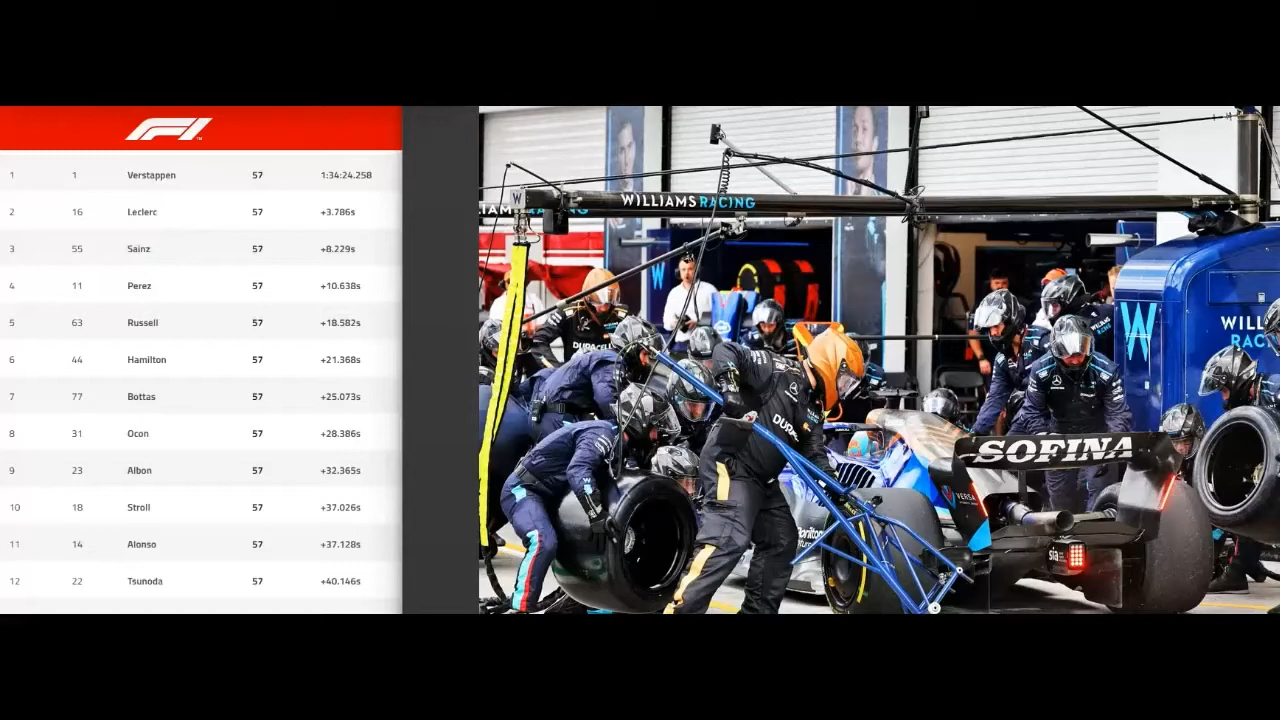 F1
1 1 Verstappen 57 1:34:24.258
2 16 Leclerc 57 +3.786s
3 55 Sainz 57 +8.229s
4 11 Perez 57 +10.638s
5 63 Russell 57 +18.582s
6 44 Hamilton 57 +21.368s
7 77 Bottas 57 +25.073s
8 31 Ocon 57 +28.386s
9 23 Albon 57 +32.365s
10 18 Stroll 57 +37.026s
11 14 Alonso 57 +37.128s
12 22 Tsunoda 57 +40.146s
W
WILLIAMS RACING
W
DURACELL
W
SOFINA
VERSA
sia